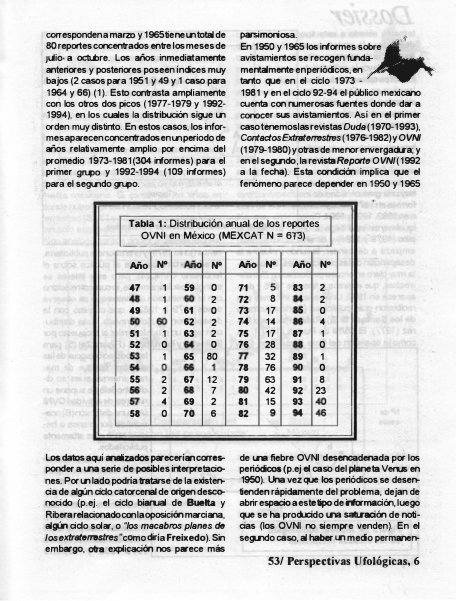 corresponden a marzo y 1965 tiene un total de
80 reportes concentrados entre los meses de
julio a octubre. Los años inmediatamente
anteriores y posteriores poseen índices muy
bajos (2 casos para 1951 y 49 y 1 caso para
1964 y 66) (1). Esto contrasta ampliamente
con los otros dos picos (1977-1979 y 1992-
1994), en los cuales la distribución sigue un
orden muy distinto. En estos casos, los infor-
mes aparecen concentrados en un periodo de
años relativamente amplio por encima del
promedio 1973-1981 (304 informes) para el
primer grupo y 1992-1994 (109 informes)
para el segundo grupo.
parsimoniosa.
En 1950 y 1965 los informes sobre
avistamientos se recogen funda-
mentalmente en periódicos, en
tanto que en el ciclo 1973 -
1981 y en el ciclo 92-94 el público mexicano
cuenta con numerosas fuentes donde dar a
conocer sus avistamientos. Así en el primer
caso tenemos las revistas Duda (1970-1993),
Contactos Extraterrestres (1976-1982) y OVNI
(1979-1980) y otras de menor envergadura; y
en el segundo, la revista Reporte OVNI (1992
a la fecha). Esta condición implica que el
fenómeno parece depender en 1950 y 1965
Tabla 1: Distribución anual de los reportes
OVNI en México (MEXCAT N = 673)
Año Nº Año Nº Año Nº Año Nº
47 1 59 0 71 5 83 2
48 1 60 2 72 8 84 2
49 1 61 0 73 17 85 0
50 60 62 2 74 14 86 4
51 1 63 2 75 17 87 1
52 0 64 0 76 28 88 0
53 1 65 80 77 32 89 1
54 0 66 1 78 76 90 0
55 2 67 12 79 63 91 8
56 2 68 7 80 42 92 23
57 4 69 2 81 15 93 40
58 0 70 6 82 9 94 46
Los datos aquí analizados parecerían corres-
ponder a una serie de posibles interpretacio-
nes. Por un lado podría tratarse de la existen-
cia de algún ciclo catorcenal de origen desco-
nocido (p.ej. el ciclo bianual de Buelta y
Ribera relacionado con la oposición marciana,
algún ciclo solar, o "los macabros planes de
los extraterrestres" como diría Freixedo). Sin
embargo, otra explicación nos parece más
de una fiebre OVNI desencadenada por los
periódicos (p.ej el caso del planeta Venus en
1950). Una vez que los periódicos se desen-
tienden rápidamente del problema, dejan de
abrir espacio a este tipo de información, luego
que se ha producido una saturación de noti-
cias (los OVNI no siempre venden). En el
segundo caso, al haber un medio permanen-
53/ Perspectivas Ufológicas, 6